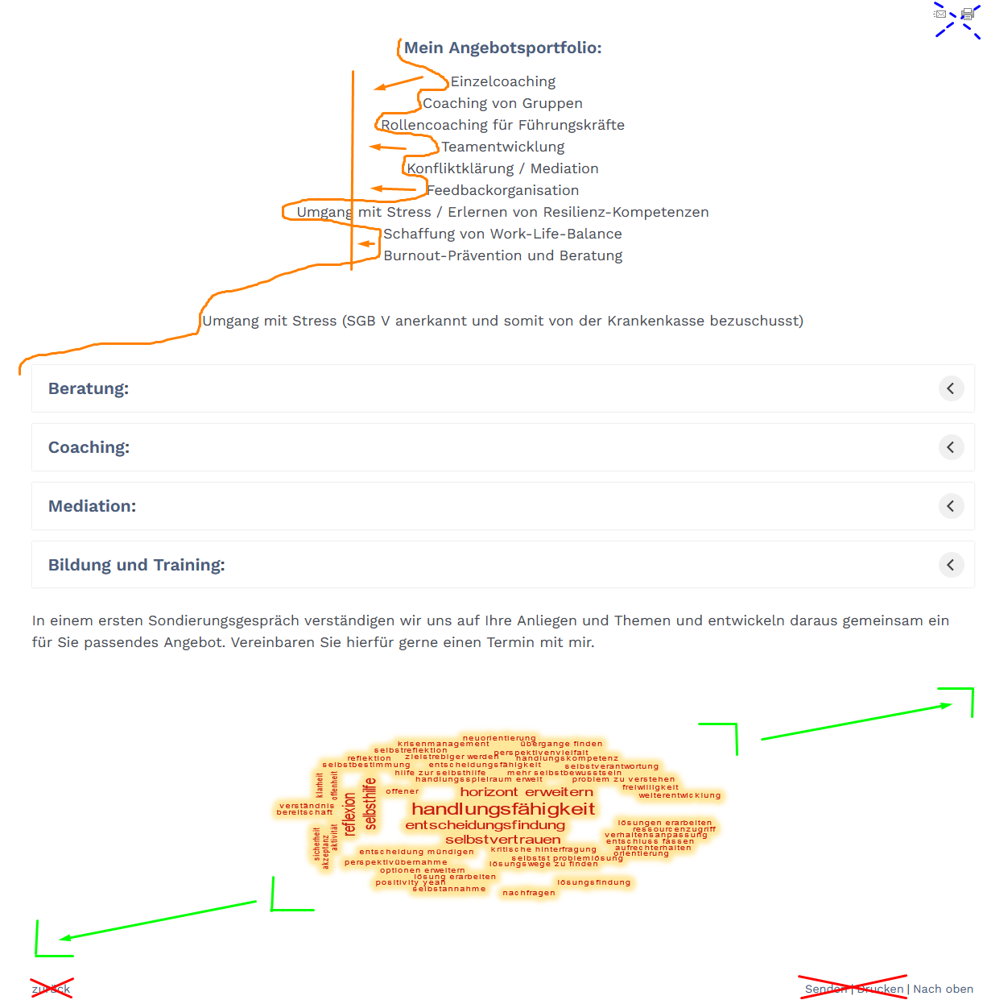 Mein Angebotsportfolio:
Einzelcoaching
Coaching von Gruppen
Rollencoaching für Führungskräfte
Teamentwicklung
Konfliktklärung / Mediation
Feedbackorganisation
Umgang mit Stress / Erlernen von Resilienz-Kompetenzen
Schaffung von Work-Life-Balance
Burnout-Prävention und Beratung
Umgang mit Stress (SGB V anerkannt und somit von der Krankenkasse bezuschusst)
Beratung:
Coaching:
Mediation:
Bildung und Training:
In einem ersten Sondierungsgespräch verständigen wir uns auf Ihre Anliegen und Themen und entwickeln daraus gemeinsam ein
für Sie passendes Angebot. Vereinbaren Sie hierfür gerne einen Termin mit mir.
neuorientierung
krisenmanagement übergange finden
selbstreflektion perspektivenvielfalt
reflektion zielstrebiger werden handlungskompetenz
selbstbestimmung entscheidungsfähigkeit selbstverantwortung
hilfe zur selbsthilfe mehr selbstbewusstsein
handlungsspielraum erweit problem zu verstehen
klarheit offenheit freiwilligkeit
offener horizont erweitern weiterentwicklung
reflexion selbsthilfe
verständnis handlungsfähigkeit
bereitschaft
entscheidungsfindung lösungen erarbeiten
ressourcenzugriff
selbstvertrauen verhaltensanpassung
sicherheit akzeptanz aktivität entschluss fassen
entscheidung mündigen kritische hinterfragung aufrechterhalten
selbstst problemlösung orientierung
perspektivübernahme lösungswege zu finden
optionen erweitern
lösung erarbeiten
positivity yeah lösungsfindung
selbstannahme nachfragen
zurück Senden | Drucken | Nach oben